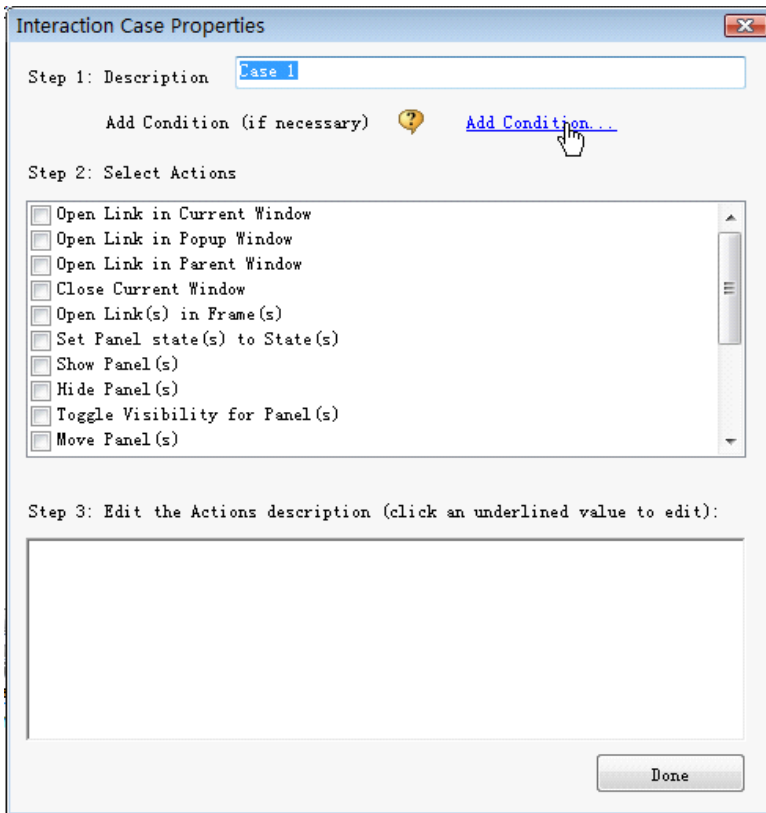 Interaction Case Properties
Step 1: Description Case 1
Add Condition (if necessary) ? Add Condition...
Step 2: Select Actions
Open Link in Current Window
Open Link in Popup Window
Open Link in Parent Window
Close Current Window
Open Link(s) in Frame(s)
Set Panel state(s) to State(s)
Show Panel(s)
Hide Panel(s)
Toggle Visibility for Panel(s)
Move Panel(s)
Step 3: Edit the Actions description (click an underlined value to edit):
Done